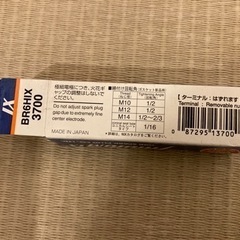 IX
BR6HIX
3700
極細電極につき、火花ギャップの調整はしないでください。
Do not adjust spark plug
gap due to extremely fine
center electrode.
MADE IN JAPAN
M10 1/2
M12 1/2
M14 1/2～2/3
1/16
【ターミナル：はずれます
Terminal : Removable nu
0 87295 13700